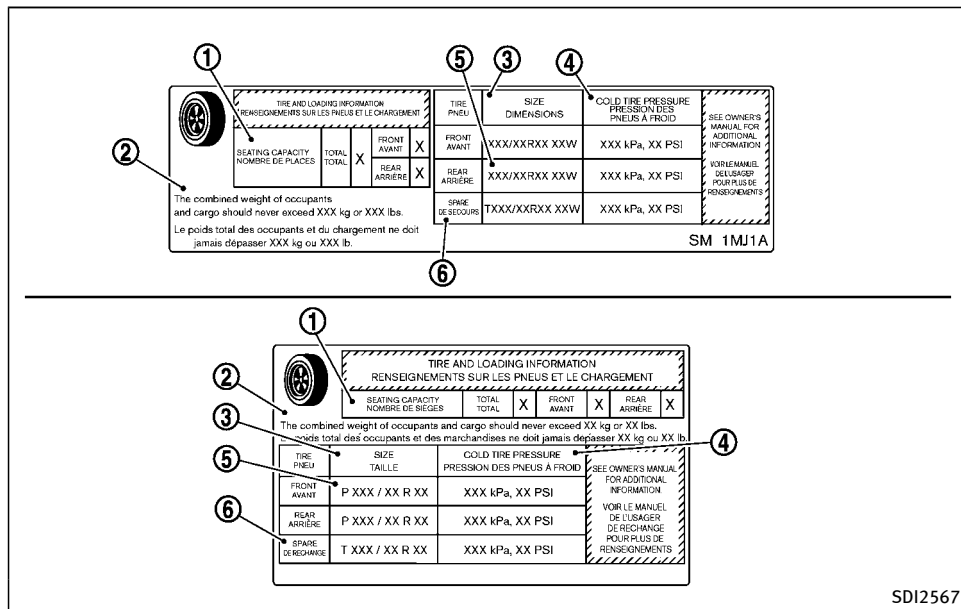 ①
②
③
④
⑤
⑥
TIRE AND LOADING INFORMATION
RENSEIGNEMENTS SUR LES PNEUS ET LE CHARGEMENT
SEATING CAPACITY
NOMBRE DE PLACES
TOTAL
TOTAL
X
FRONT
AVANT
X
REAR
ARRIÈRE
X
The combined weight of occupants
and cargo should never exceed XXX kg or XXX lbs.
Le poids total des occupants et du chargement ne doit
jamais dépasser XXX kg ou XXX lb.
TIRE
PNEU
SIZE
DIMENSIONS
COLD TIRE PRESSURE
PRESSION DES
PNEUS À FROID
FRONT
AVANT
XXX/XXRXX XXW
XXX kPa, XX PSI
REAR
ARRIÈRE
XXX/XXRXX XXW
XXX kPa, XX PSI
SPARE
DE SECOURS
TXXX/XXRXX XXW
XXX kPa, XX PSI
SEE OWNER'S
MANUAL FOR
ADDITIONAL
INFORMATION
VOIR LE MANUEL
DE L'USAGER
POUR PLUS DE
RENSEIGNEMENTS
SM 1MJ1A
①
②
③
④
⑤
⑥
TIRE AND LOADING INFORMATION
RENSEIGNEMENTS SUR LES PNEUS ET LE CHARGEMENT
SEATING CAPACITY
NOMBRE DE SIÈGES
TOTAL
TOTAL
X
FRONT
AVANT
X
REAR
ARRIÈRE
X
The combined weight of occupants and cargo should never exceed XX kg or XX lbs.
Le poids total des occupants et des marchandises ne doit jamais dépasser XX kg ou XX lb.
TIRE
PNEU
SIZE
TAILLE
COLD TIRE PRESSURE
PRESSION DES PNEUS À FROID
FRONT
AVANT
P XXX / XX R XX
XXX kPa, XX PSI
REAR
ARRIÈRE
P XXX / XX R XX
XXX kPa, XX PSI
SPARE
DE RECHANGE
T XXX / XX R XX
XXX kPa, XX PSI
SEE OWNER'S MANUAL
FOR ADDITIONAL
INFORMATION.
VOIR LE MANUEL
DE L'USAGER
DE RECHANGE
POUR PLUS DE
RENSEIGNEMENTS
SDI2567